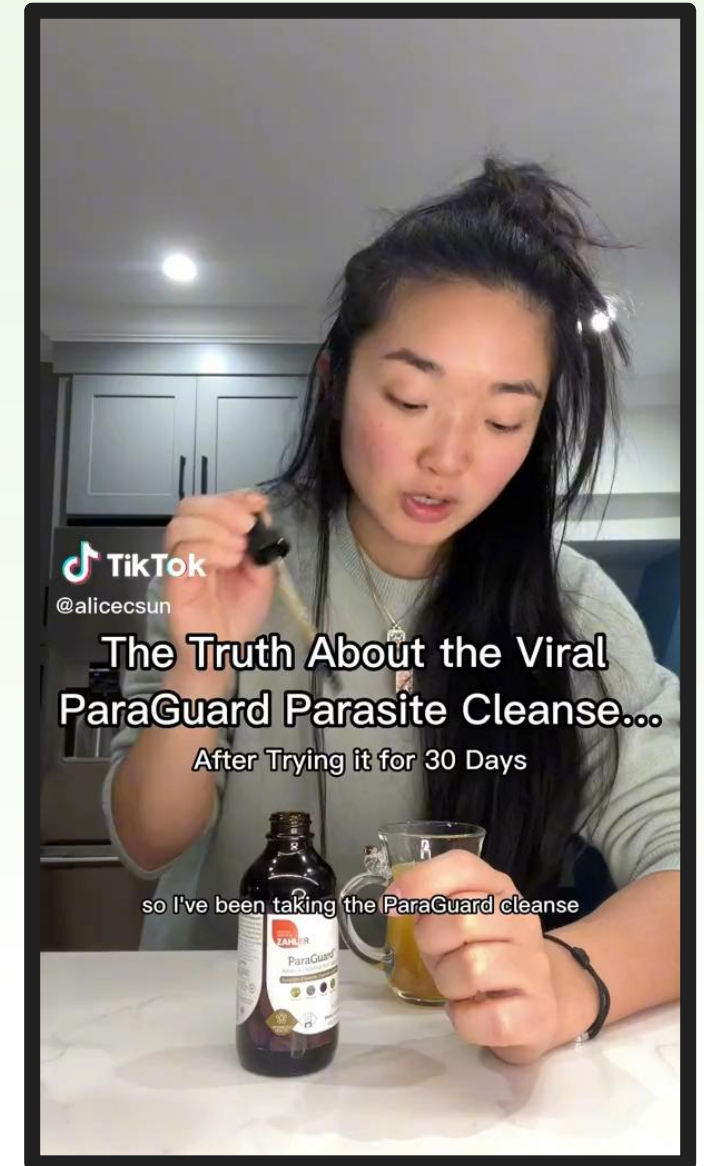 TikTok
@alicecsun
The Truth About the Viral
ParaGuard Parasite Cleanse...
After Trying it for 30 Days
so I've been taking the ParaGuard cleanse
ZAHLER
ParaGuard